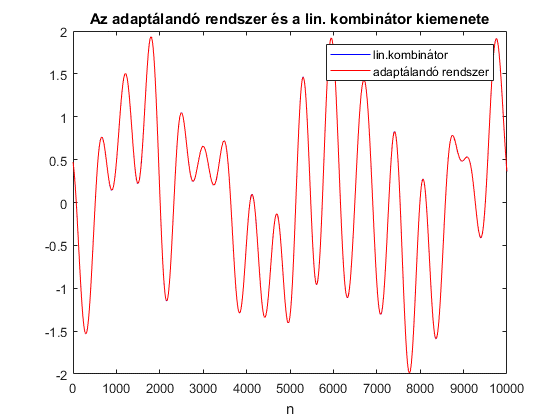 Az adaptálandó rendszer és a lin. kombinátor kiemenete
lin.kombinátor
adaptálandó rendszer
2
1.5
1
0.5
0
-0.5
-1
-1.5
-2
0 1000 2000 3000 4000 5000 6000 7000 8000 9000 10000
n